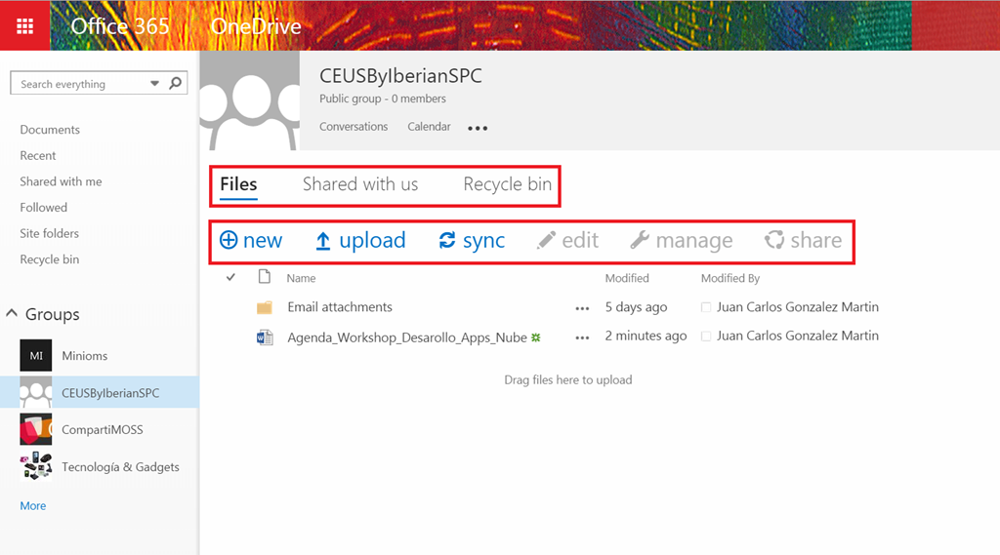 Office 365 OneDrive
Search everything
Documents
Recent
Shared with me
Followed
Site folders
Recycle bin
Groups
MI Minioms
CEUSByIberianSPC
CompartiMOSS
Tecnología & Gadgets
More
CEUSByIberianSPC
Public group - 0 members
Conversations Calendar •••
Files Shared with us Recycle bin
new upload sync edit manage share
Name Modified Modified By
Email attachments ••• 5 days ago Juan Carlos Gonzalez Martin
Agenda_Workshop_Desarollo_Apps_Nube ••• 2 minutes ago Juan Carlos Gonzalez Martin
Drag files here to upload